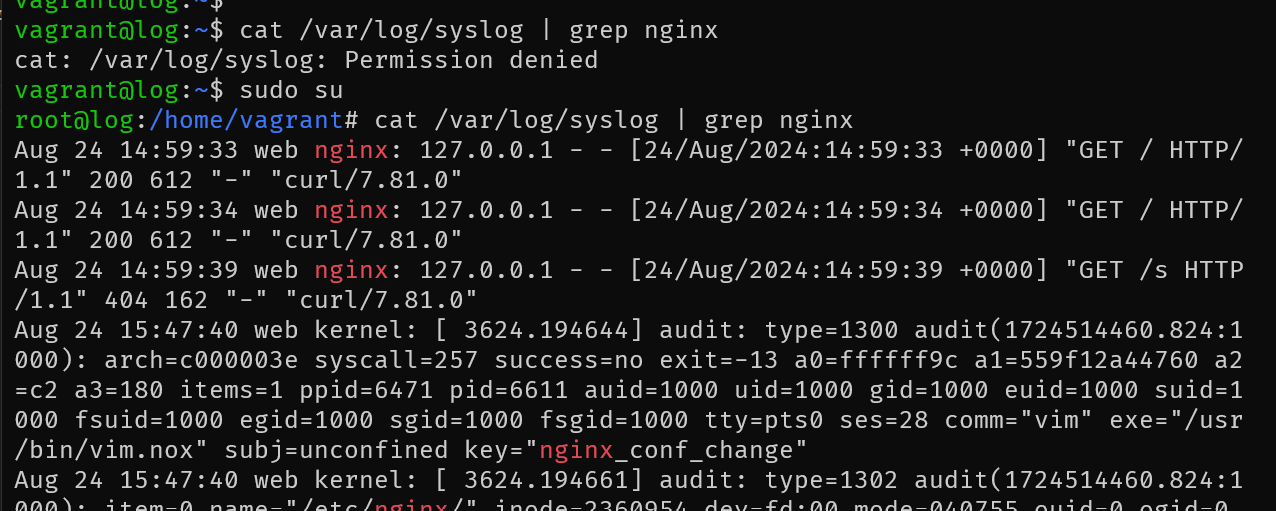 vagrant@log:~$
vagrant@log:~$ cat /var/log/syslog | grep nginx
cat: /var/log/syslog: Permission denied
vagrant@log:~$ sudo su
root@log:/home/vagrant# cat /var/log/syslog | grep nginx
Aug 24 14:59:33 web nginx: 127.0.0.1 - - [24/Aug/2024:14:59:33 +0000] "GET / HTTP/
1.1" 200 612 "-" "curl/7.81.0"
Aug 24 14:59:34 web nginx: 127.0.0.1 - - [24/Aug/2024:14:59:34 +0000] "GET / HTTP/
1.1" 200 612 "-" "curl/7.81.0"
Aug 24 14:59:39 web nginx: 127.0.0.1 - - [24/Aug/2024:14:59:39 +0000] "GET /s HTTP
/1.1" 404 162 "-" "curl/7.81.0"
Aug 24 15:47:40 web kernel: [ 3624.194644] audit: type=1300 audit(1724514460.824:1
000): arch=c000003e syscall=257 success=no exit=-13 a0=ffffff9c a1=559f12a44760 a2
=c2 a3=180 items=1 ppid=6471 pid=6611 auid=1000 uid=1000 gid=1000 euid=1000 suid=1
000 fsuid=1000 egid=1000 sgid=1000 fsgid=1000 tty=pts0 ses=28 comm="vim" exe="/usr
/bin/vim.nox" subj=unconfined key="nginx_conf_change"
Aug 24 15:47:40 web kernel: [ 3624.194661] audit: type=1302 audit(1724514460.824:1
000): item=0 name="/etc/nginx/" inode=2360954 dev=fd:00 mode=040755 ouid=0 ogid=0